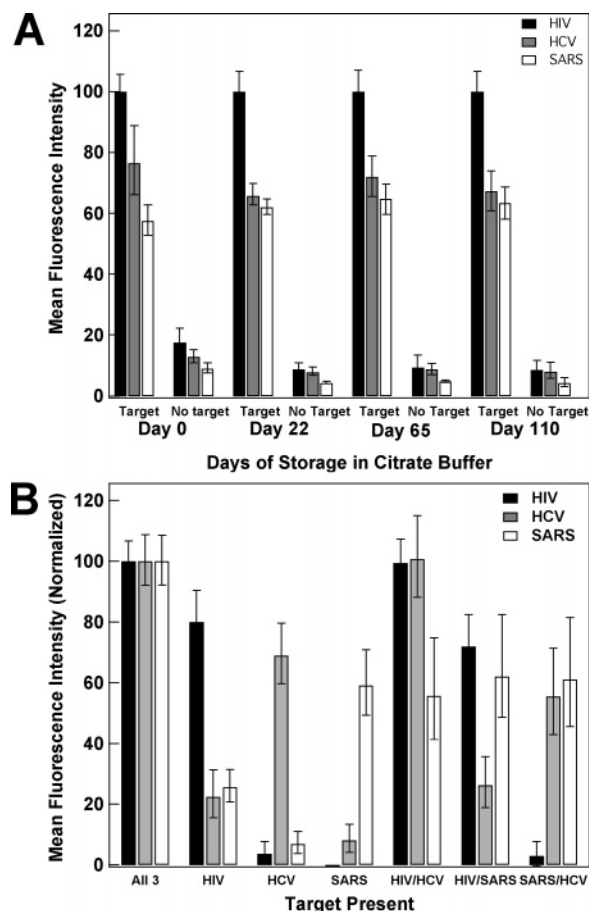 A
HIV
HCV
SARS
120
100
80
60
40
20
0
Mean Fluorescence Intensity
Target No target Target No Target Target No Target Target No Target
Day 0 Day 22 Day 65 Day 110
Days of Storage in Citrate Buffer
B
HIV
HCV
SARS
120
100
80
60
40
20
0
Mean Fluorescence Intensity (Normalized)
All 3 HIV HCV SARS HIV/HCV HIV/SARS SARS/HCV
Target Present